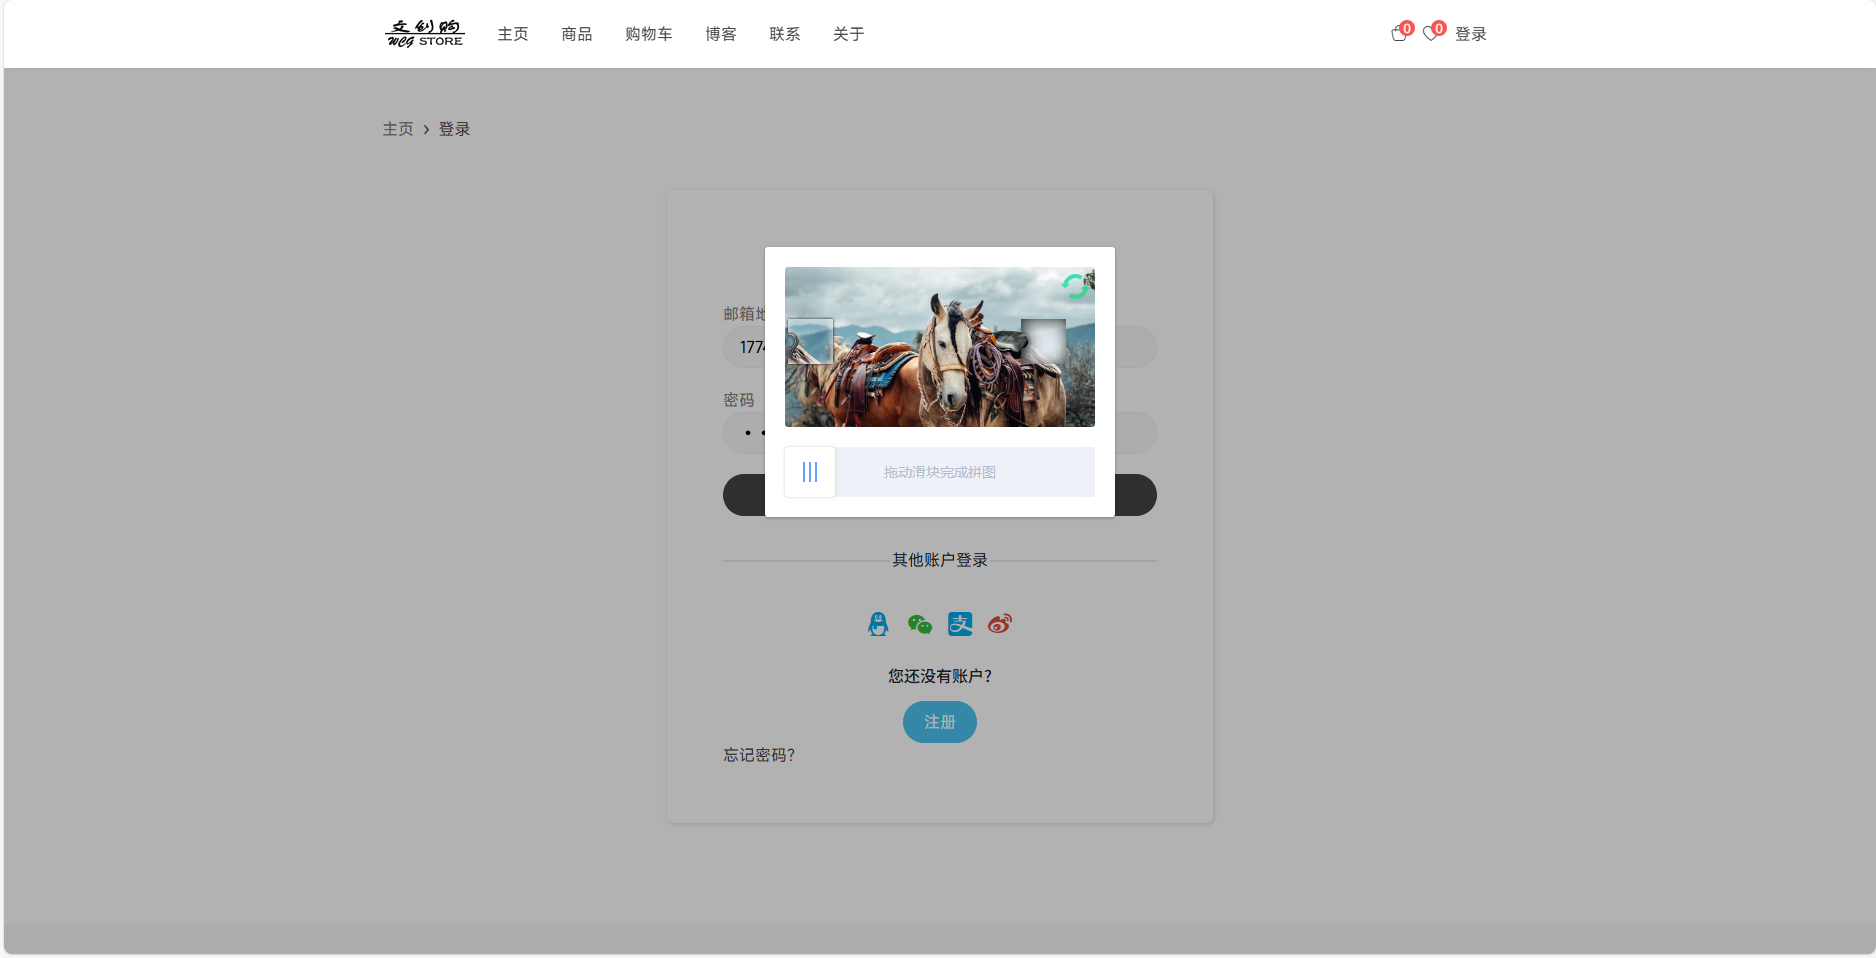 文创购
WCG STORE
主页 商品 购物车 博客 联系 关于
0 0 登录
主页 › 登录
邮箱地
177
密码
拖动滑块完成拼图
其他账户登录
支
您还没有账户?
注册
忘记密码?